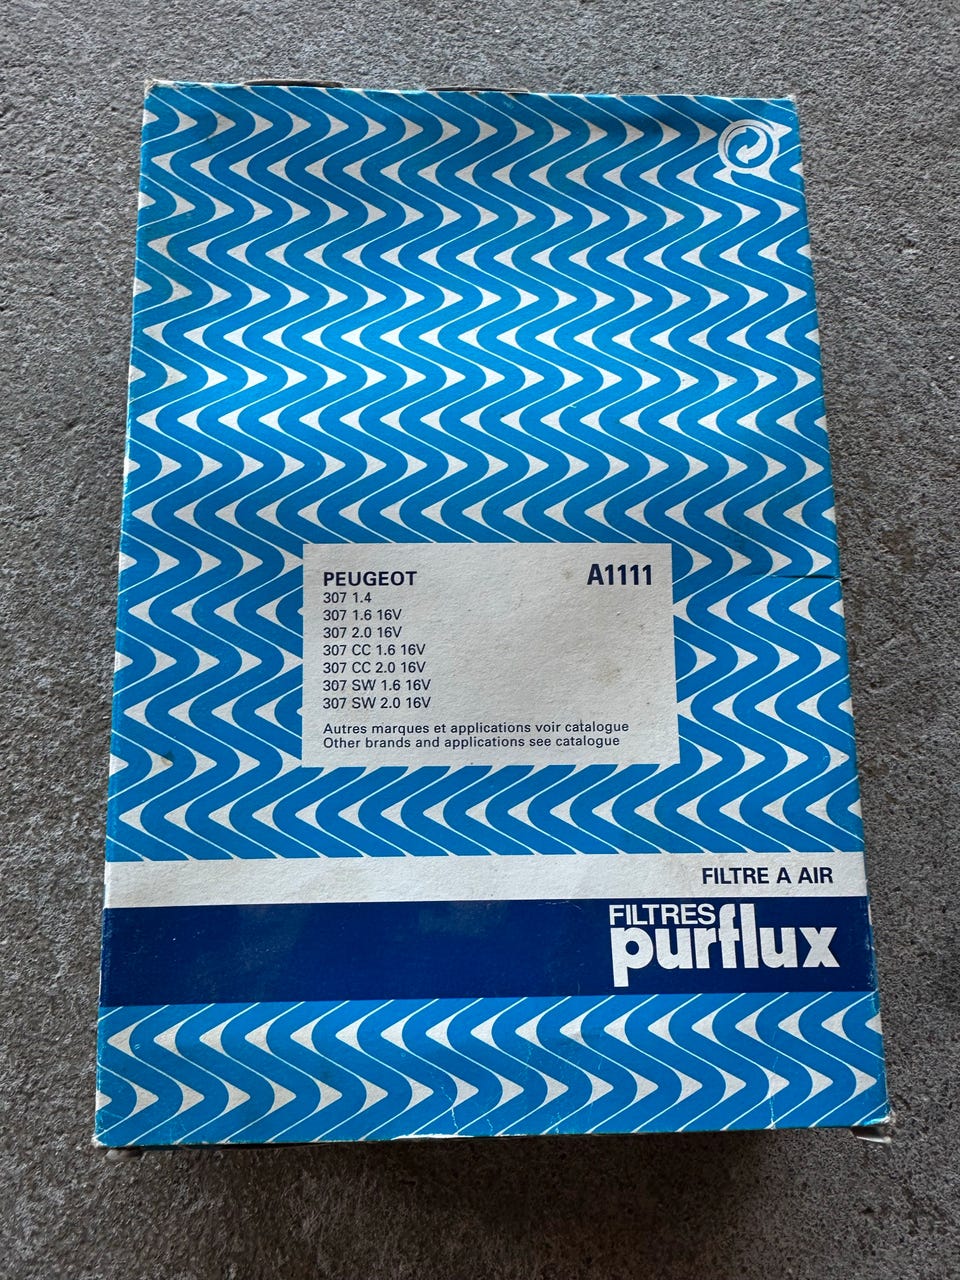 PEUGEOT A1111
307 1.4
307 1.6 16V
307 2.0 16V
307 CC 1.6 16V
307 CC 2.0 16V
307 SW 1.6 16V
307 SW 2.0 16V
Autres marques et applications voir catalogue
Other brands and applications see catalogue
FILTRE A AIR
FILTRES
purflux